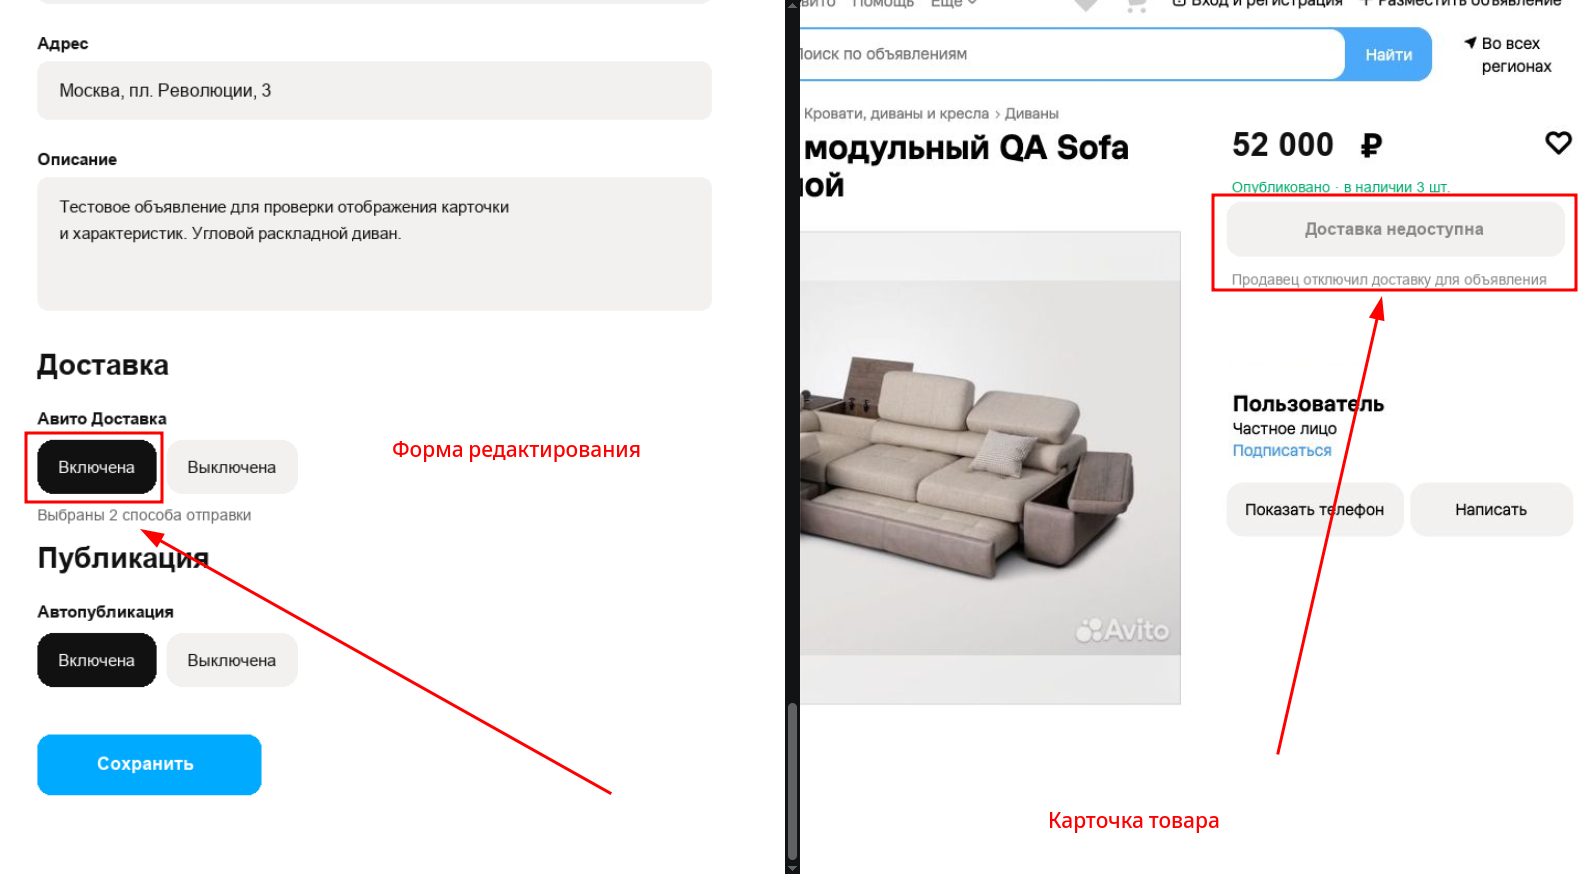 Адрес
Москва, пл. Революции, 3
Описание
Тестовое объявление для проверки отображения карточки
и характеристик. Угловой раскладной диван.
Доставка
Авито Доставка
Включена
Выключена
Выбраны 2 способа отправки
Форма редактирования
Публикация
Автопубликация
Включена
Выключена
Сохранить
Помощь
Ещё
Вход и регистрация
+ Разместить объявление
Поиск по объявлениям
Найти
Во всех
регионах
Кровати, диваны и кресла › Диваны
модульный QA Sofa
52 000 ₽
Опубликовано · в наличии 3 шт.
Доставка недоступна
Продавец отключил доставку для объявления
Пользователь
Частное лицо
Подписаться
Показать телефон
Написать
Avito
Карточка товара